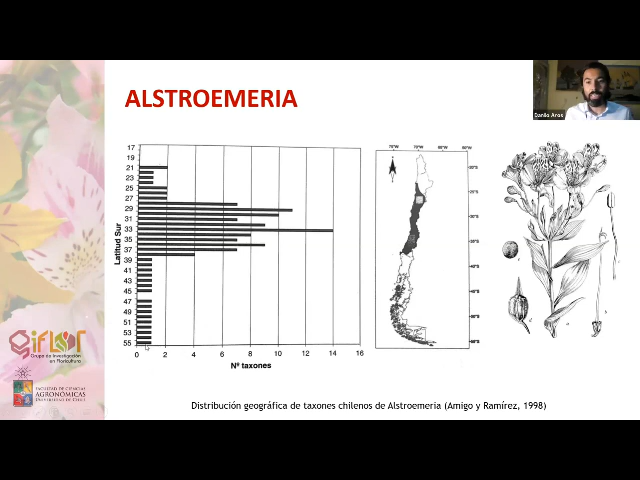 ALSTROEMERIA
Danilo Aros
Latitud Sur
17
19
21
23
25
27
29
31
33
35
37
39
41
43
45
47
49
51
53
55
0 2 4 6 8 10 12 14 16
Nº taxones
GIFLOR
Grupo de Investigación
en Floricultura
FACULTAD DE CIENCIAS
AGRONÓMICAS
UNIVERSIDAD DE CHILE
Distribución geográfica de taxones chilenos de Alstroemeria (Amigo y Ramírez, 1998)